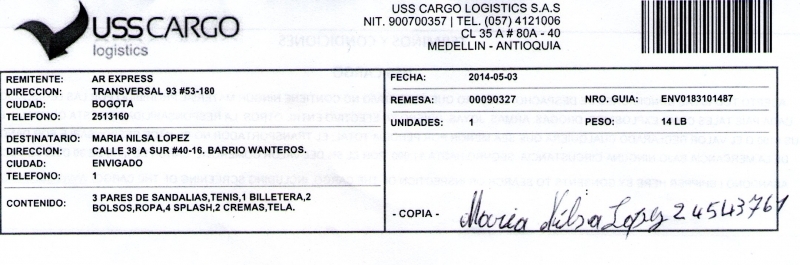 USSCARGO
logistics
USS CARGO LOGISTICS S.A.S
NIT. 900700357 | TEL. (057) 4121006
CL 35 A # 80A - 40
MEDELLIN - ANTIOQUIA
REMITENTE: AR EXPRESS
DIRECCION: TRANSVERSAL 93 #53-180
CIUDAD: BOGOTA
TELEFONO: 2513160
DESTINATARIO: MARIA NILSA LOPEZ
DIRECCION: CALLE 38 A SUR #40-16. BARRIO WANTEROS.
CIUDAD: ENVIGADO
TELEFONO: 1
CONTENIDO: 3 PARES DE SANDALIAS,TENIS,1 BILLETERA,2
BOLSOS,ROPA,4 SPLASH,2 CREMAS,TELA.
FECHA: 2014-05-03
REMESA: 00090327 NRO. GUIA: ENV0183101487
UNIDADES: 1 PESO: 14 LB
- COPIA - Maria Nilsa Lopez 24543761